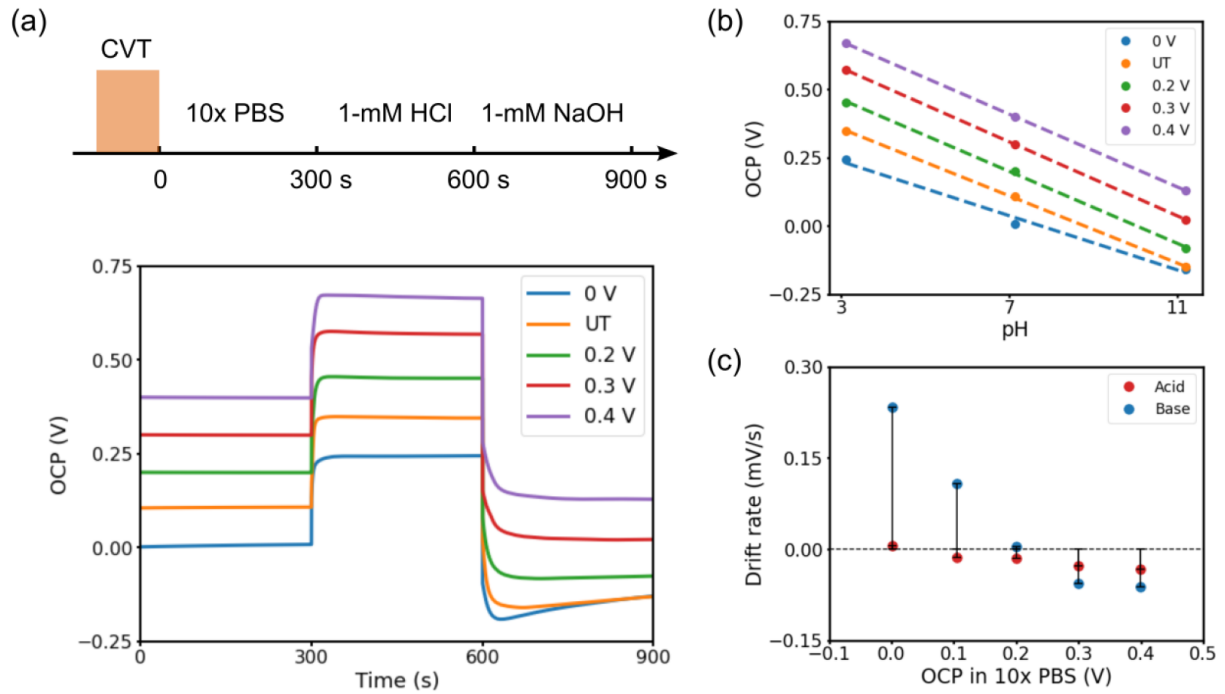 (a)
CVT
10x PBS
1-mM HCl
1-mM NaOH
0
300 s
600 s
900 s
0.75
0.50
0.25
0.00
−0.25
OCP (V)
0 V
UT
0.2 V
0.3 V
0.4 V
0
300
600
900
Time (s)
(b)
0.75
0.50
0.25
0.00
−0.25
OCP (V)
0 V
UT
0.2 V
0.3 V
0.4 V
3
7
11
pH
(c)
0.30
0.15
0.00
−0.15
Drift rate (mV/s)
Acid
Base
−0.1
0.0
0.1
0.2
0.3
0.4
0.5
OCP in 10x PBS (V)